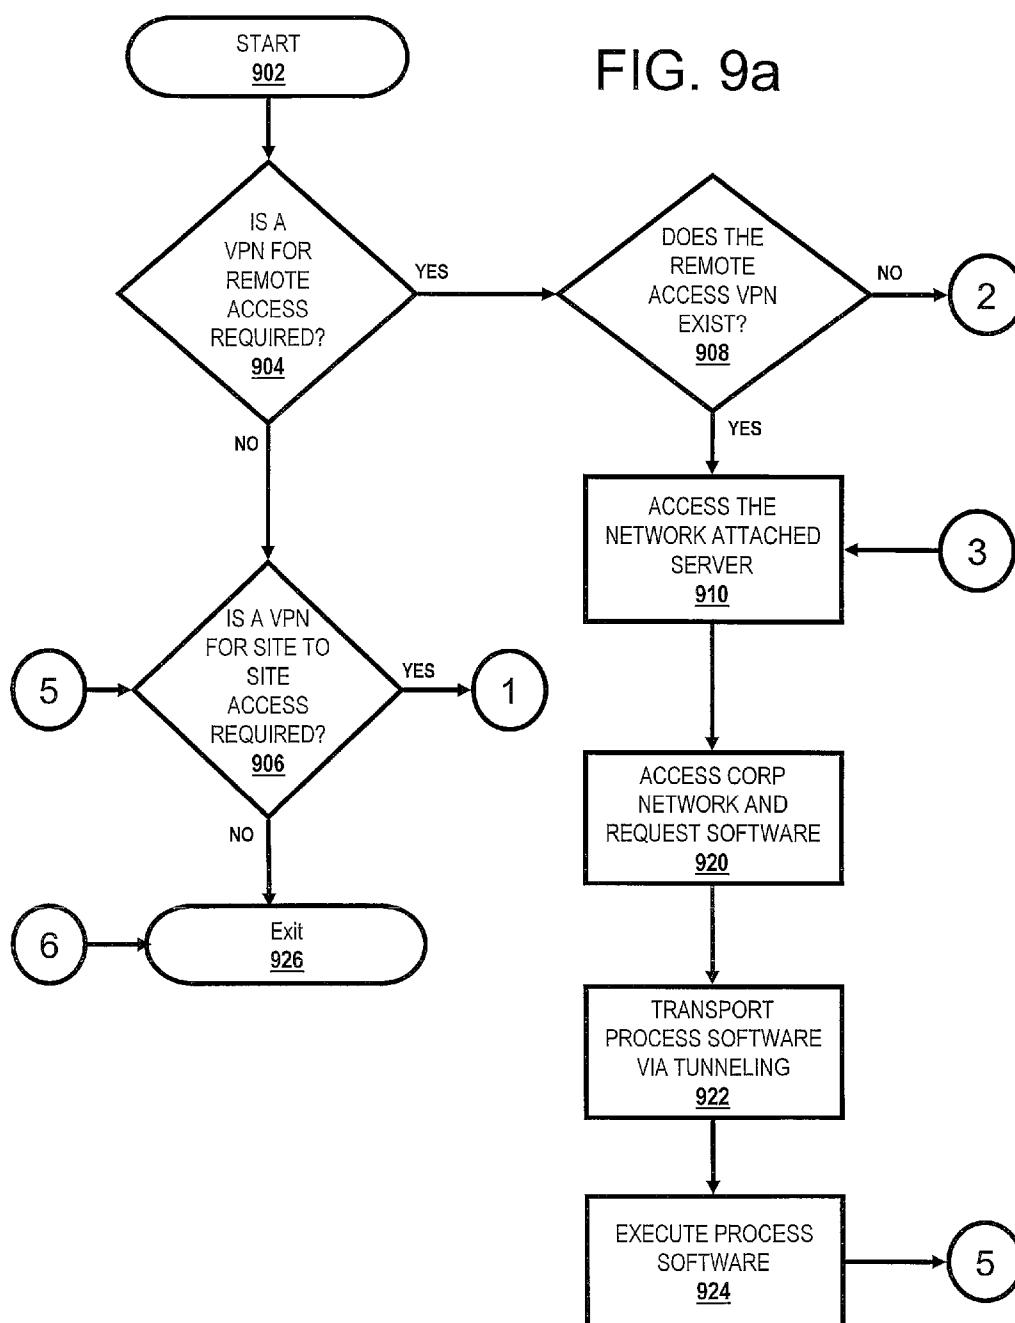 START
902
FIG. 9a
IS A
VPN FOR
REMOTE
ACCESS
REQUIRED?
904
YES
DOES THE
REMOTE
ACCESS VPN
EXIST?
908
NO
2
NO
YES
ACCESS THE
NETWORK ATTACHED
SERVER
910
3
5
IS A VPN
FOR SITE TO
SITE
ACCESS
REQUIRED?
906
YES
1
ACCESS CORP
NETWORK AND
REQUEST SOFTWARE
920
NO
6
Exit
926
TRANSPORT
PROCESS SOFTWARE
VIA TUNNELING
922
EXECUTE PROCESS
SOFTWARE
924
5